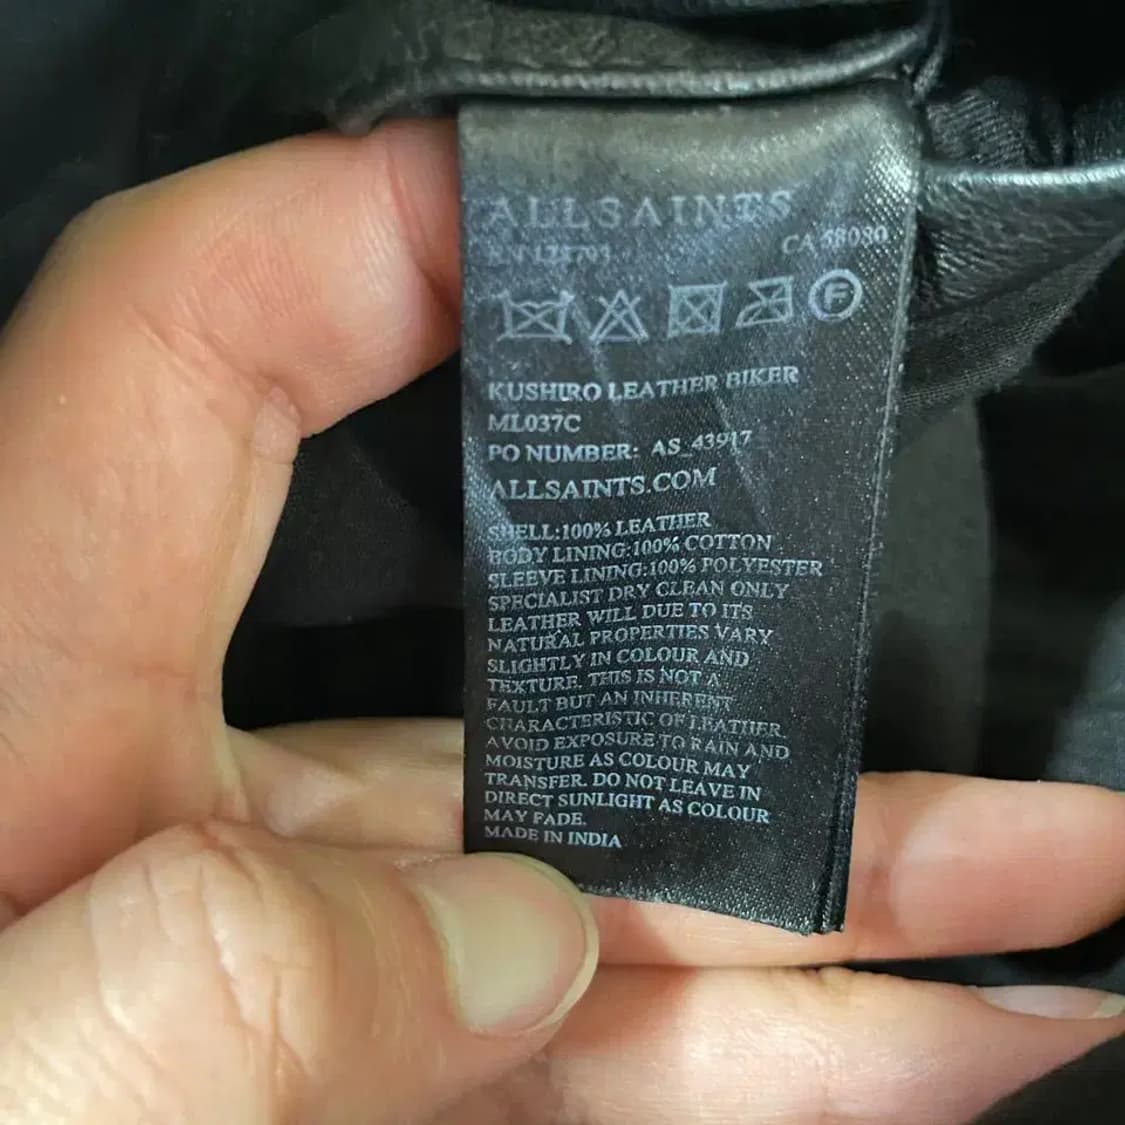 ALLSAINTS
RN 128793 CA 58080
F
KUSHIRO LEATHER BIKER
ML037C
PO NUMBER: AS_43917
ALLSAINTS.COM
SHELL:100% LEATHER
BODY LINING:100% COTTON
SLEEVE LINING:100% POLYESTER
SPECIALIST DRY CLEAN ONLY
LEATHER WILL DUE TO ITS
NATURAL PROPERTIES VARY
SLIGHTLY IN COLOUR AND
TEXTURE. THIS IS NOT A
FAULT BUT AN INHERENT
CHARACTERISTIC OF LEATHER
AVOID EXPOSURE TO RAIN AND
MOISTURE AS COLOUR MAY
TRANSFER. DO NOT LEAVE IN
DIRECT SUNLIGHT AS COLOUR
MAY FADE.
MADE IN INDIA